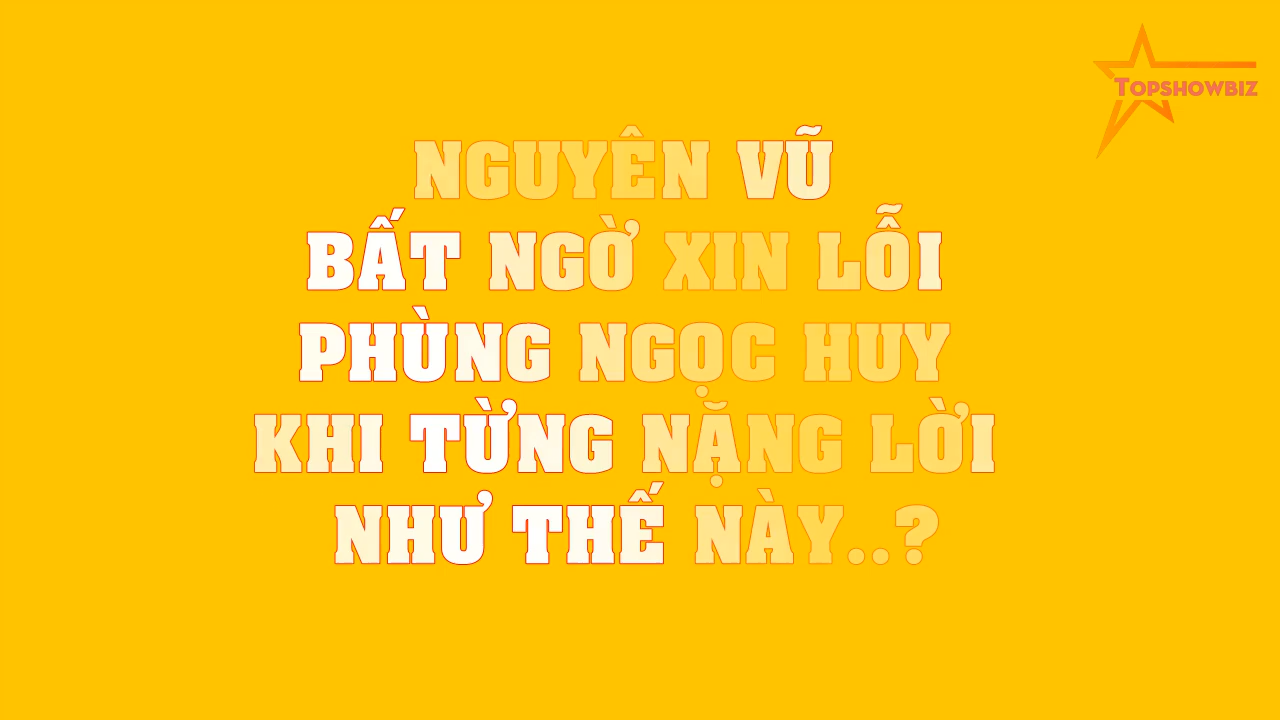 TOPSHOWBIZ
NGUYÊN VŨ
BẤT NGỜ XIN LỖI
PHÙNG NGỌC HUY
KHI TỪNG NẶNG LỜI
NHƯ THẾ NÀY..?